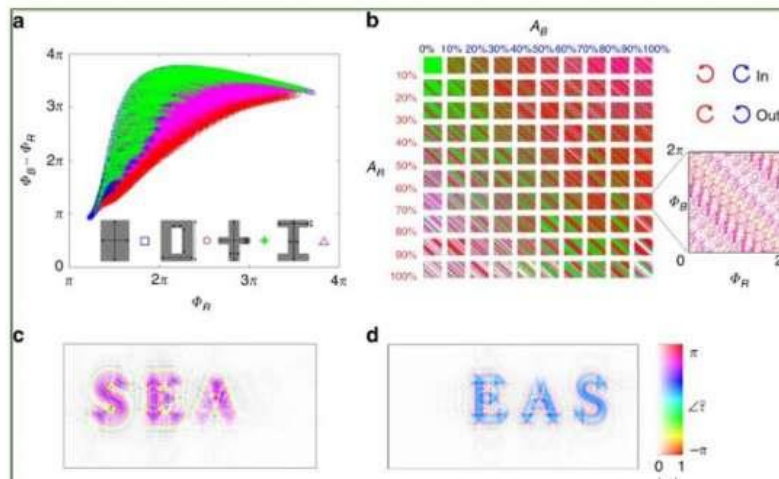 a
4π
3π
2π
π
0
Φ_B − Φ_R
π
2π
3π
4π
Φ_R
b
A_B
0% 10% 20% 30% 40% 50% 60% 70% 80% 90% 100%
10%
20%
30%
40%
50%
60%
70%
80%
90%
100%
A_R
In
Out
2π
Φ_B
0
Φ_R
c
SEA
d
EAS
π
−π
0 1